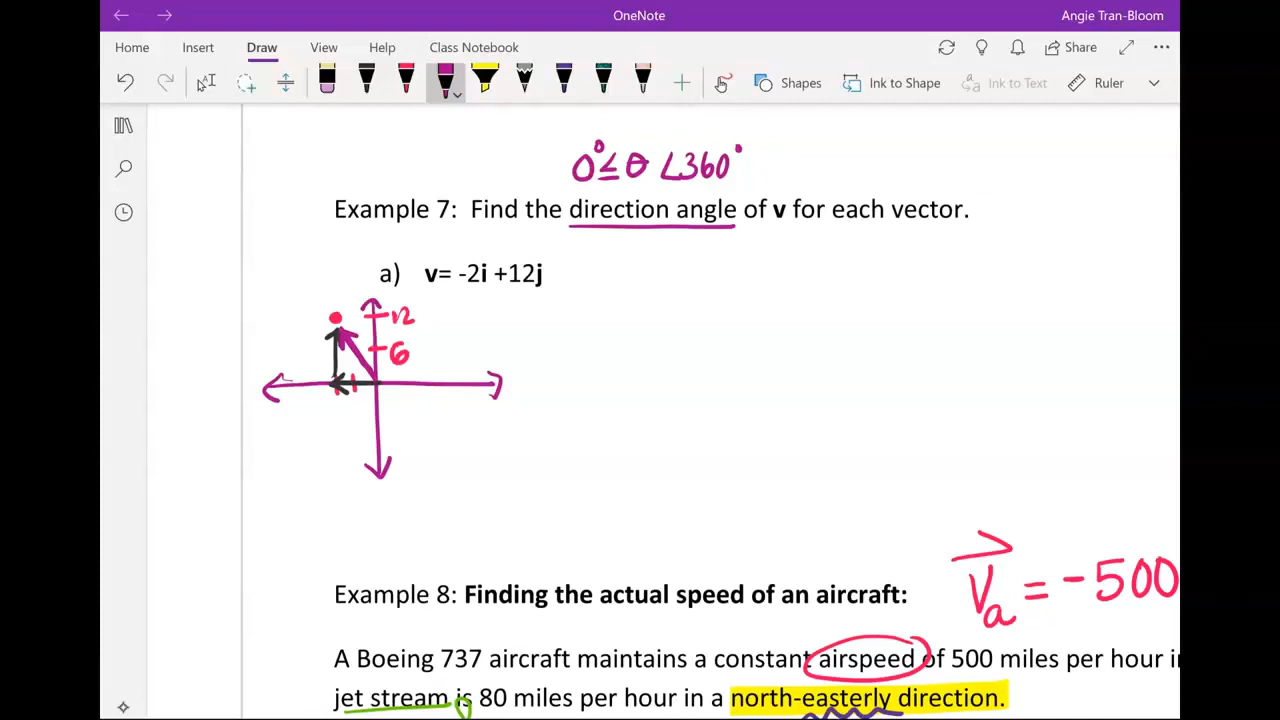 OneNote
Angie Tran-Bloom
Home Insert Draw View Help Class Notebook Share
Shapes Ink to Shape Ink to Text Ruler
0° ≤ θ < 360°
Example 7: Find the direction angle of v for each vector.
a) v= -2i +12j
12
6
Example 8: Finding the actual speed of an aircraft:
Va = -500
A Boeing 737 aircraft maintains a constant airspeed of 500 miles per hour in
jet stream is 80 miles per hour in a north-easterly direction.